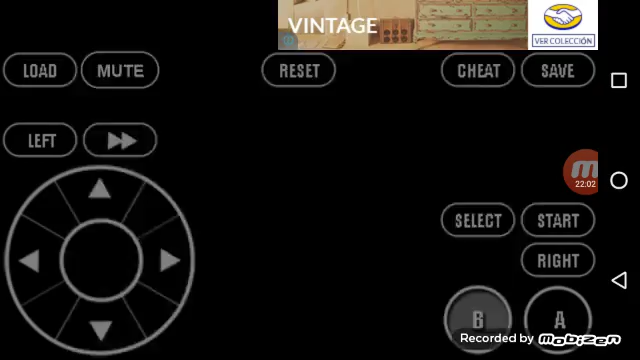 VINTAGE
VER COLECCIÓN
LOAD
MUTE
RESET
CHEAT
SAVE
LEFT
22:02
SELECT
START
RIGHT
B
A
Recorded by MOBIZEN